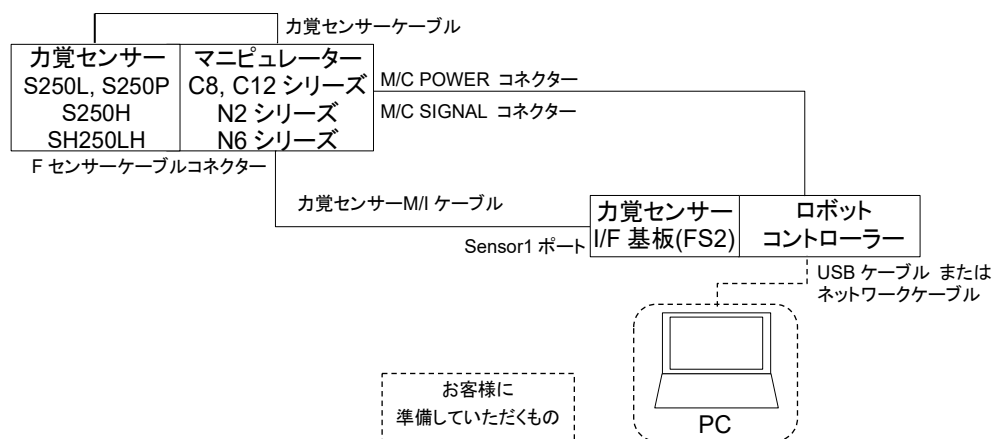 力覚センサーケーブル
力覚センサー
S250L, S250P
S250H
SH250LH
マニピュレーター
C8, C12 シリーズ
N2 シリーズ
N6 シリーズ
M/C POWER コネクター
M/C SIGNAL コネクター
F センサーケーブルコネクター
力覚センサーM/I ケーブル
Sensor1 ポート
力覚センサー
I/F 基板(FS2)
ロボット
コントローラー
USB ケーブル または
ネットワークケーブル
お客様に
準備していただくもの
PC